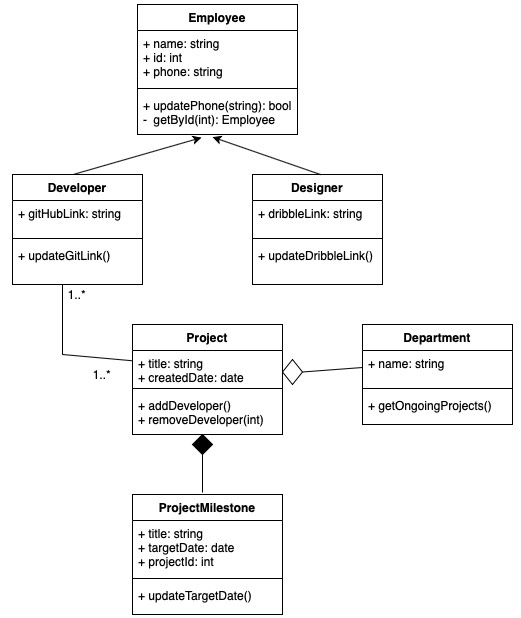 Employee
+ name: string
+ id: int
+ phone: string
+ updatePhone(string): bool
- getById(int): Employee
Developer
+ gitHubLink: string
+ updateGitLink()
Designer
+ dribleLink: string
+ updateDribbleLink()
1..*
1..*
Project
+ title: string
+ createdDate: date
+ addDeveloper()
+ removeDeveloper(int)
Department
+ name: string
+ getOngoingProjects()
ProjectMilestone
+ title: string
+ targetDate: date
+ projectId: int
+ updateTargetDate()